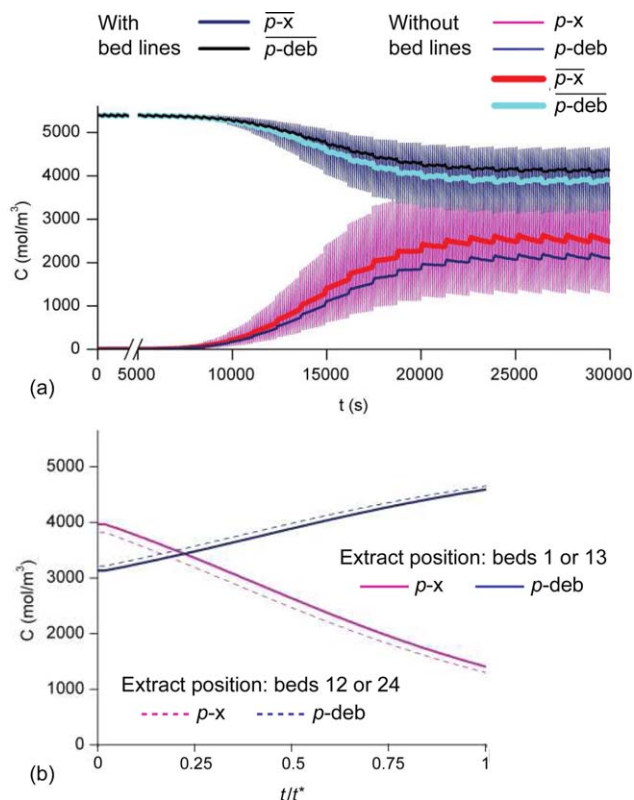 With bed lines
p-x
p-deb
Without bed lines
p-x
p-deb
p-x
p-deb
C (mol/m³)
5000
4000
3000
2000
1000
0
0 5000 10000 15000 20000 25000 30000
t (s)
(a)
C (mol/m³)
5000
4000
3000
2000
1000
0
Extract position: beds 1 or 13
p-x p-deb
Extract position: beds 12 or 24
p-x p-deb
0 0.25 0.5 0.75 1
t/t*
(b)